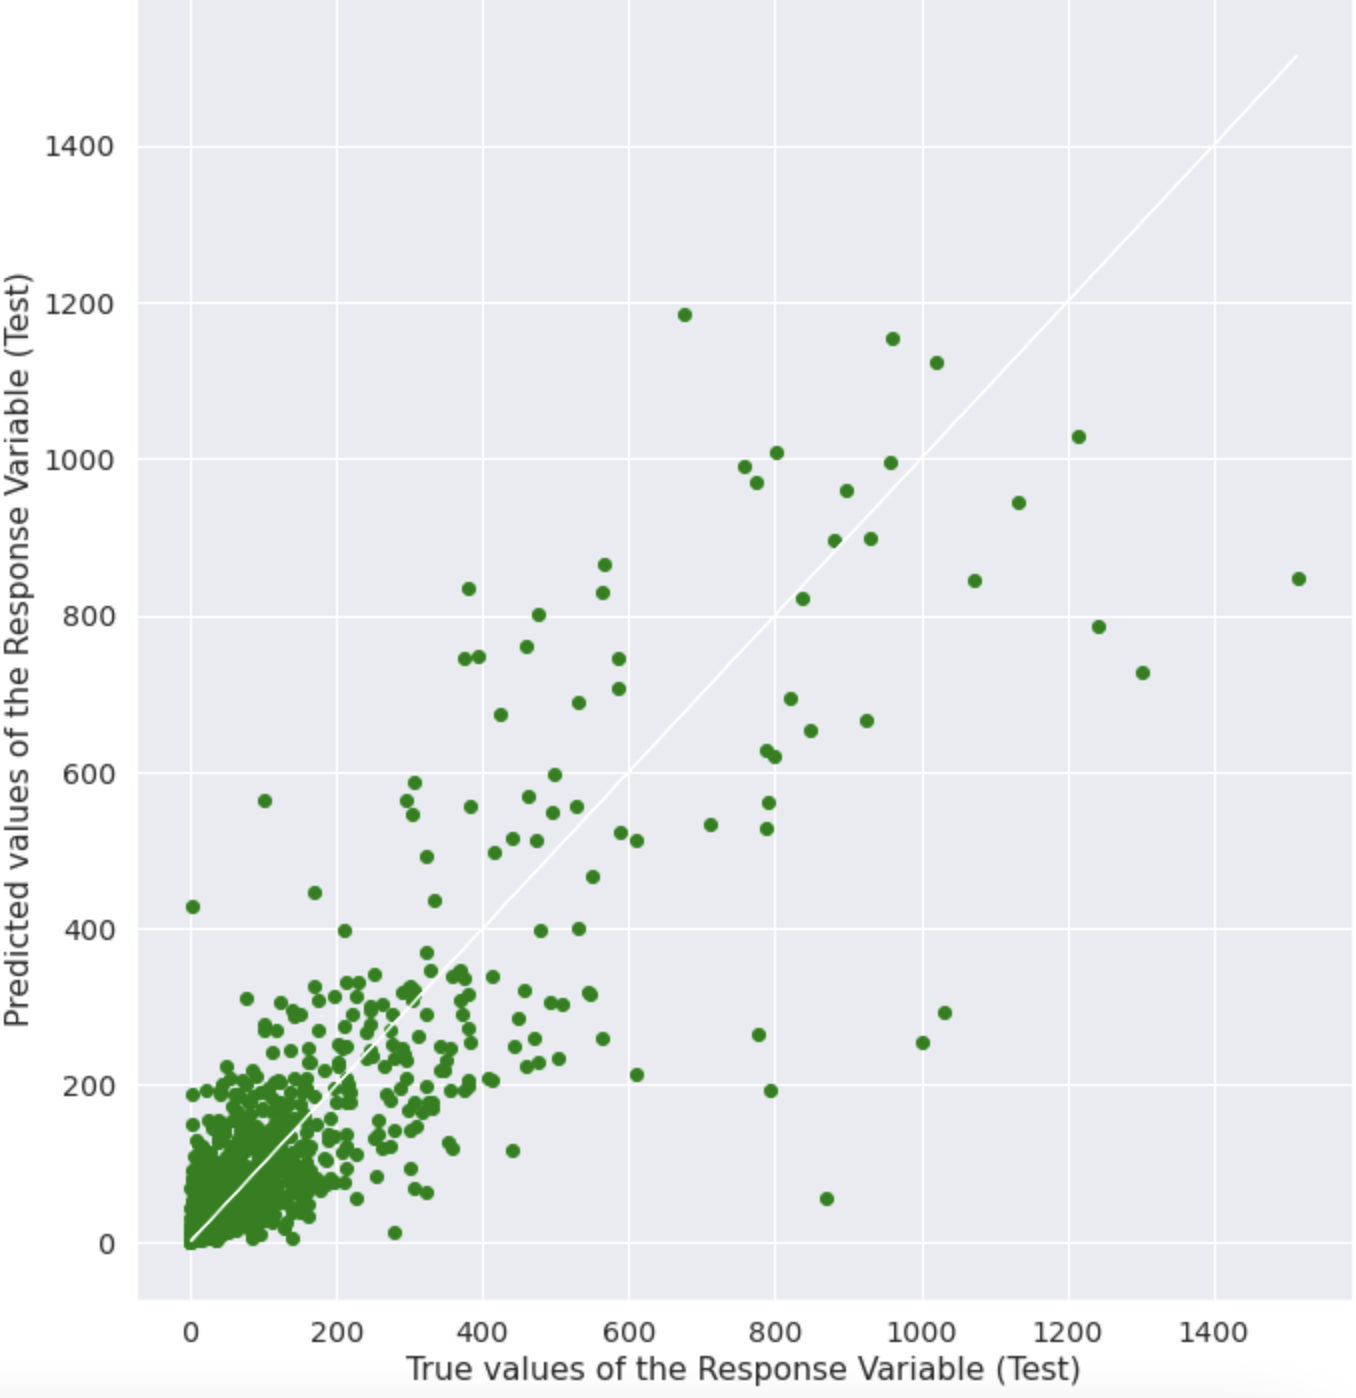 Predicted values of the Response Variable (Test)
1400
1200
1000
800
600
400
200
0
0 200 400 600 800 1000 1200 1400
True values of the Response Variable (Test)